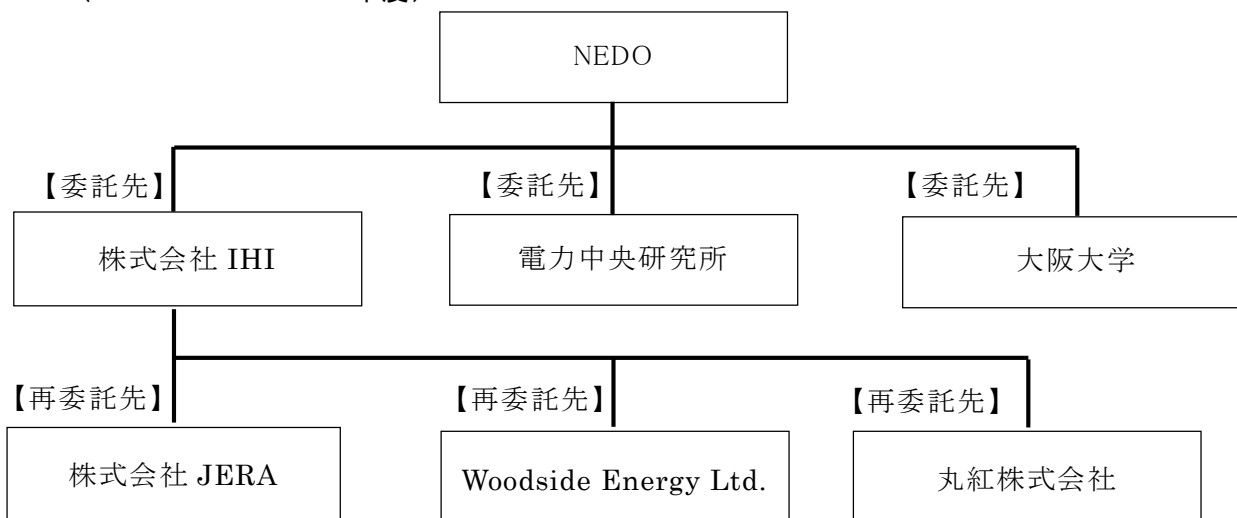 NEDO
【委託先】 【委託先】 【委託先】
株式会社 IHI 電力中央研究所 大阪大学
【再委託先】 【再委託先】 【再委託先】
株式会社 JERA Woodside Energy Ltd. 丸紅株式会社